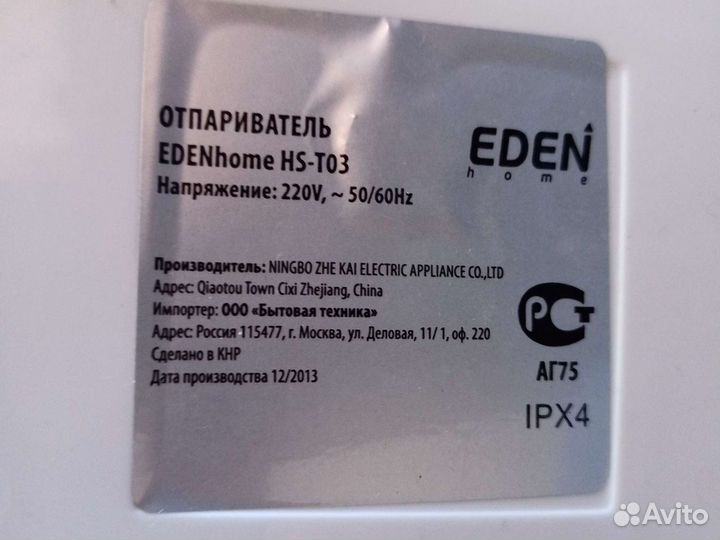 ОТПАРИВАТЕЛЬ
EDENhome HS-T03
Напряжение: 220V, ~ 50/60Hz
EDEN
home
Производитель: NINGBO ZHE KAI ELECTRIC APPLIANCE CO.,LTD
Адрес: Qiaotou Town Cixi Zhejiang, China
Импортер: ООО «Бытовая техника»
Адрес: Россия 115477, г. Москва, ул. Деловая, 11/ 1, оф. 220
Сделано в КНР
Дата производства 12/2013
РСТ
АГ75
IPX4
Avito